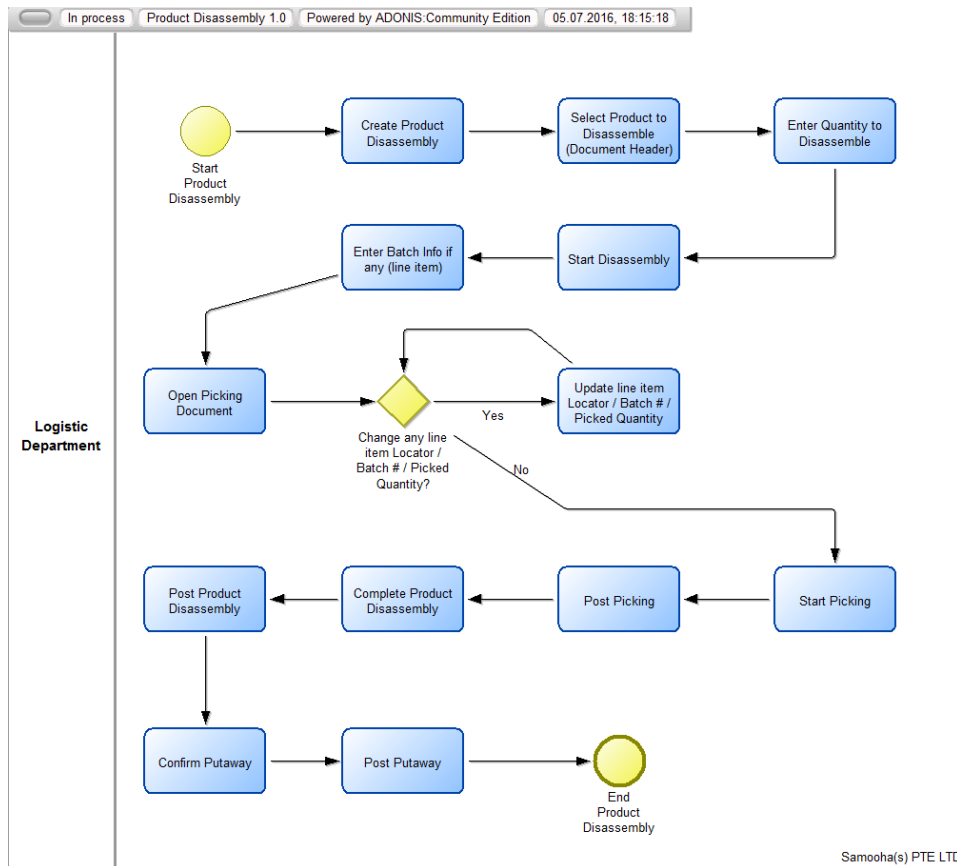 In process
Product Disassembly 1.0
Powered by ADONIS:Community Edition
05.07.2016, 18:15:18
Logistic
Department
Start
Product
Disassembly
Create Product
Disassembly
Select Product to
Disassemble
(Document Header)
Enter Quantity to
Disassemble
Enter Batch Info if
any (line item)
Start Disassembly
Open Picking
Document
Change any line
item Locator /
Batch # / Picked
Quantity?
Yes
Update line item
Locator / Batch # /
Picked Quantity
No
Post Product
Disassembly
Complete Product
Disassembly
Post Picking
Start Picking
Confirm Putaway
Post Putaway
End
Product
Disassembly
Samooha(s) PTE LTD